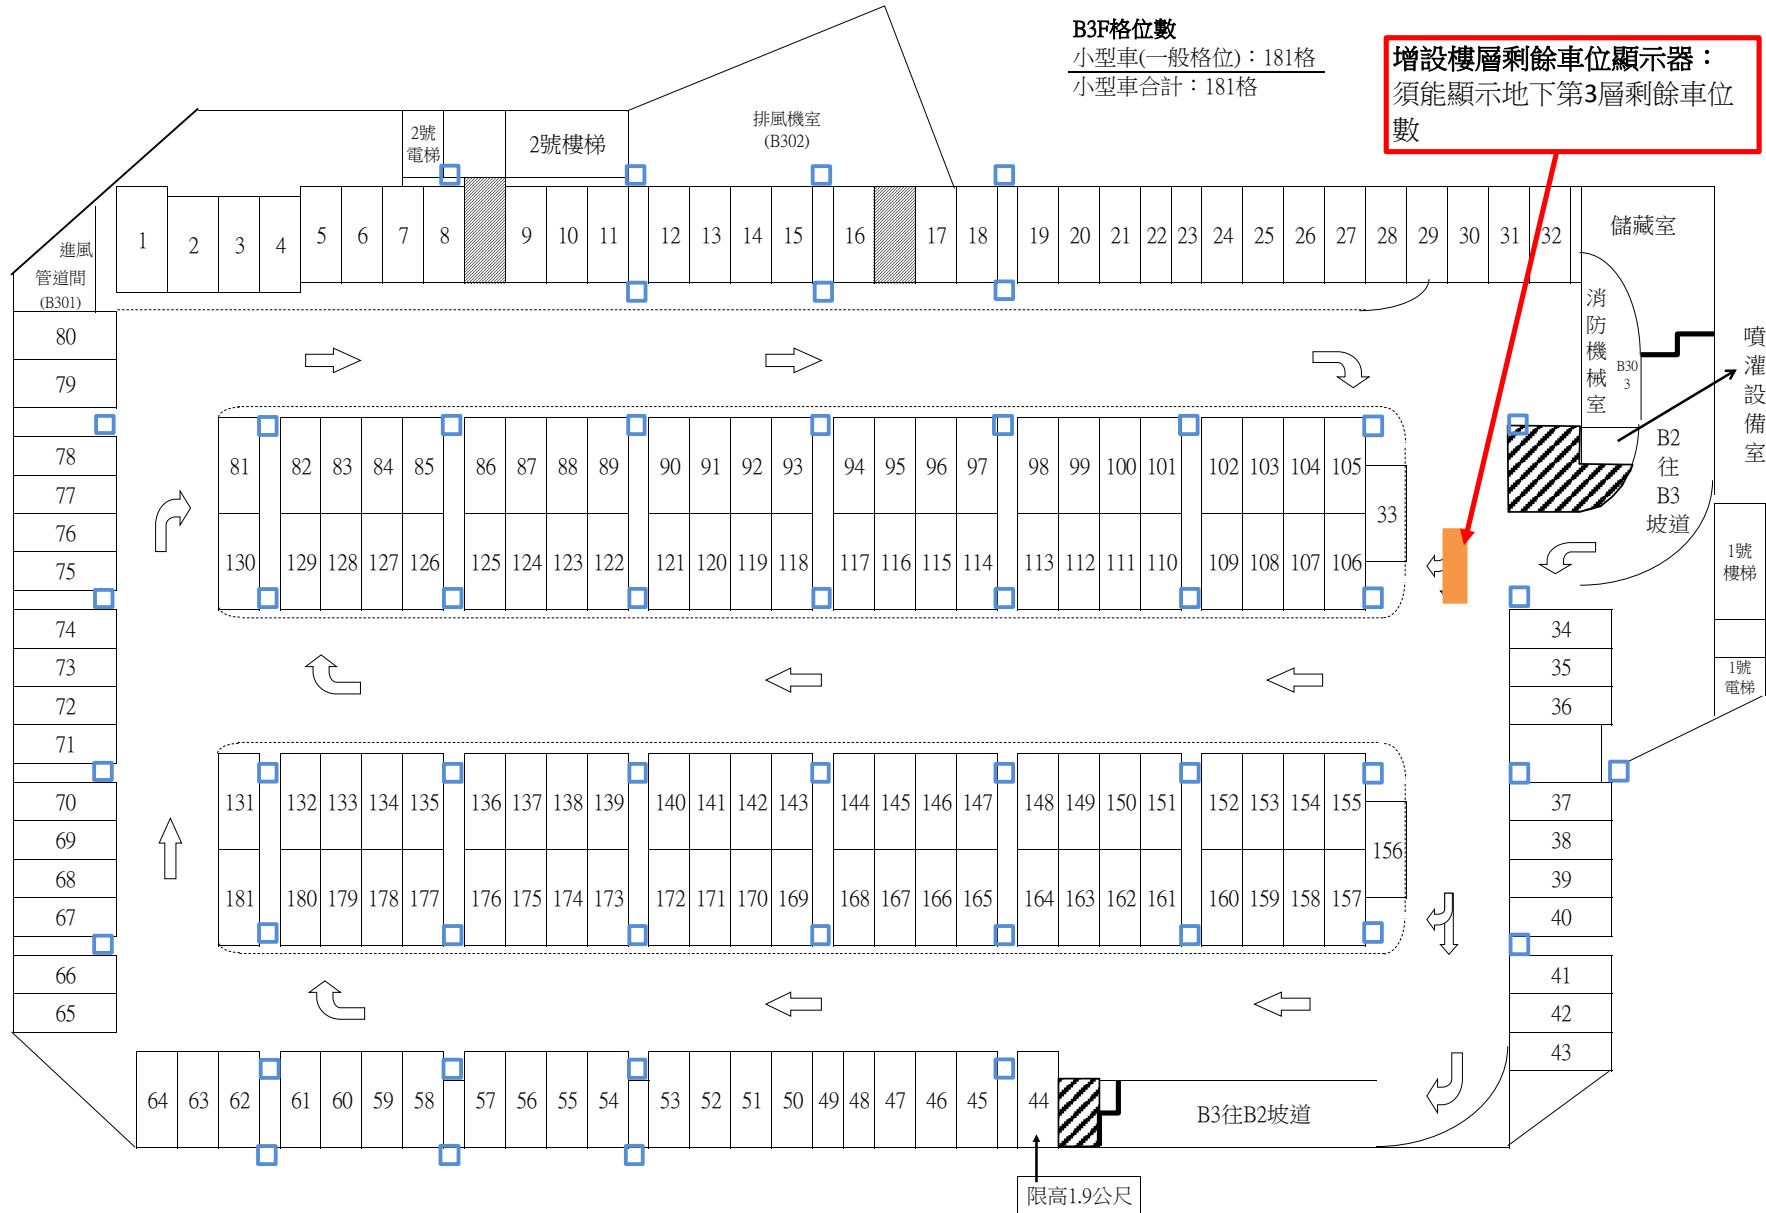 B3F格位數
小型車(一般格位)：181格
小型車合計：181格
增設樓層剩餘車位顯示器：
須能顯示地下第3層剩餘車位
數
2號
電梯
2號樓梯
排風機室
(B302)
進風
管道間
(B301)
1 2 3 4 5 6 7 8 9 10 11 12 13 14 15 16 17 18 19 20 21 22 23 24 25 26 27 28 29 30 31 32
儲藏室
消防機械室
B30
3
噴灌設備室
B2
往
B3
坡道
1號
樓梯
1號
電梯
80
79
78
77
76
75
74
73
72
71
70
69
68
67
66
65
81 82 83 84 85 86 87 88 89 90 91 92 93 94 95 96 97 98 99 100 101 102 103 104 105
33
130 129 128 127 126 125 124 123 122 121 120 119 118 117 116 115 114 113 112 111 110 109 108 107 106
34
35
36
131 132 133 134 135 136 137 138 139 140 141 142 143 144 145 146 147 148 149 150 151 152 153 154 155
156
181 180 179 178 177 176 175 174 173 172 171 170 169 168 167 166 165 164 163 162 161 160 159 158 157
37
38
39
40
41
42
43
64 63 62 61 60 59 58 57 56 55 54 53 52 51 50 49 48 47 46 45 44
B3往B2坡道
限高1.9公尺